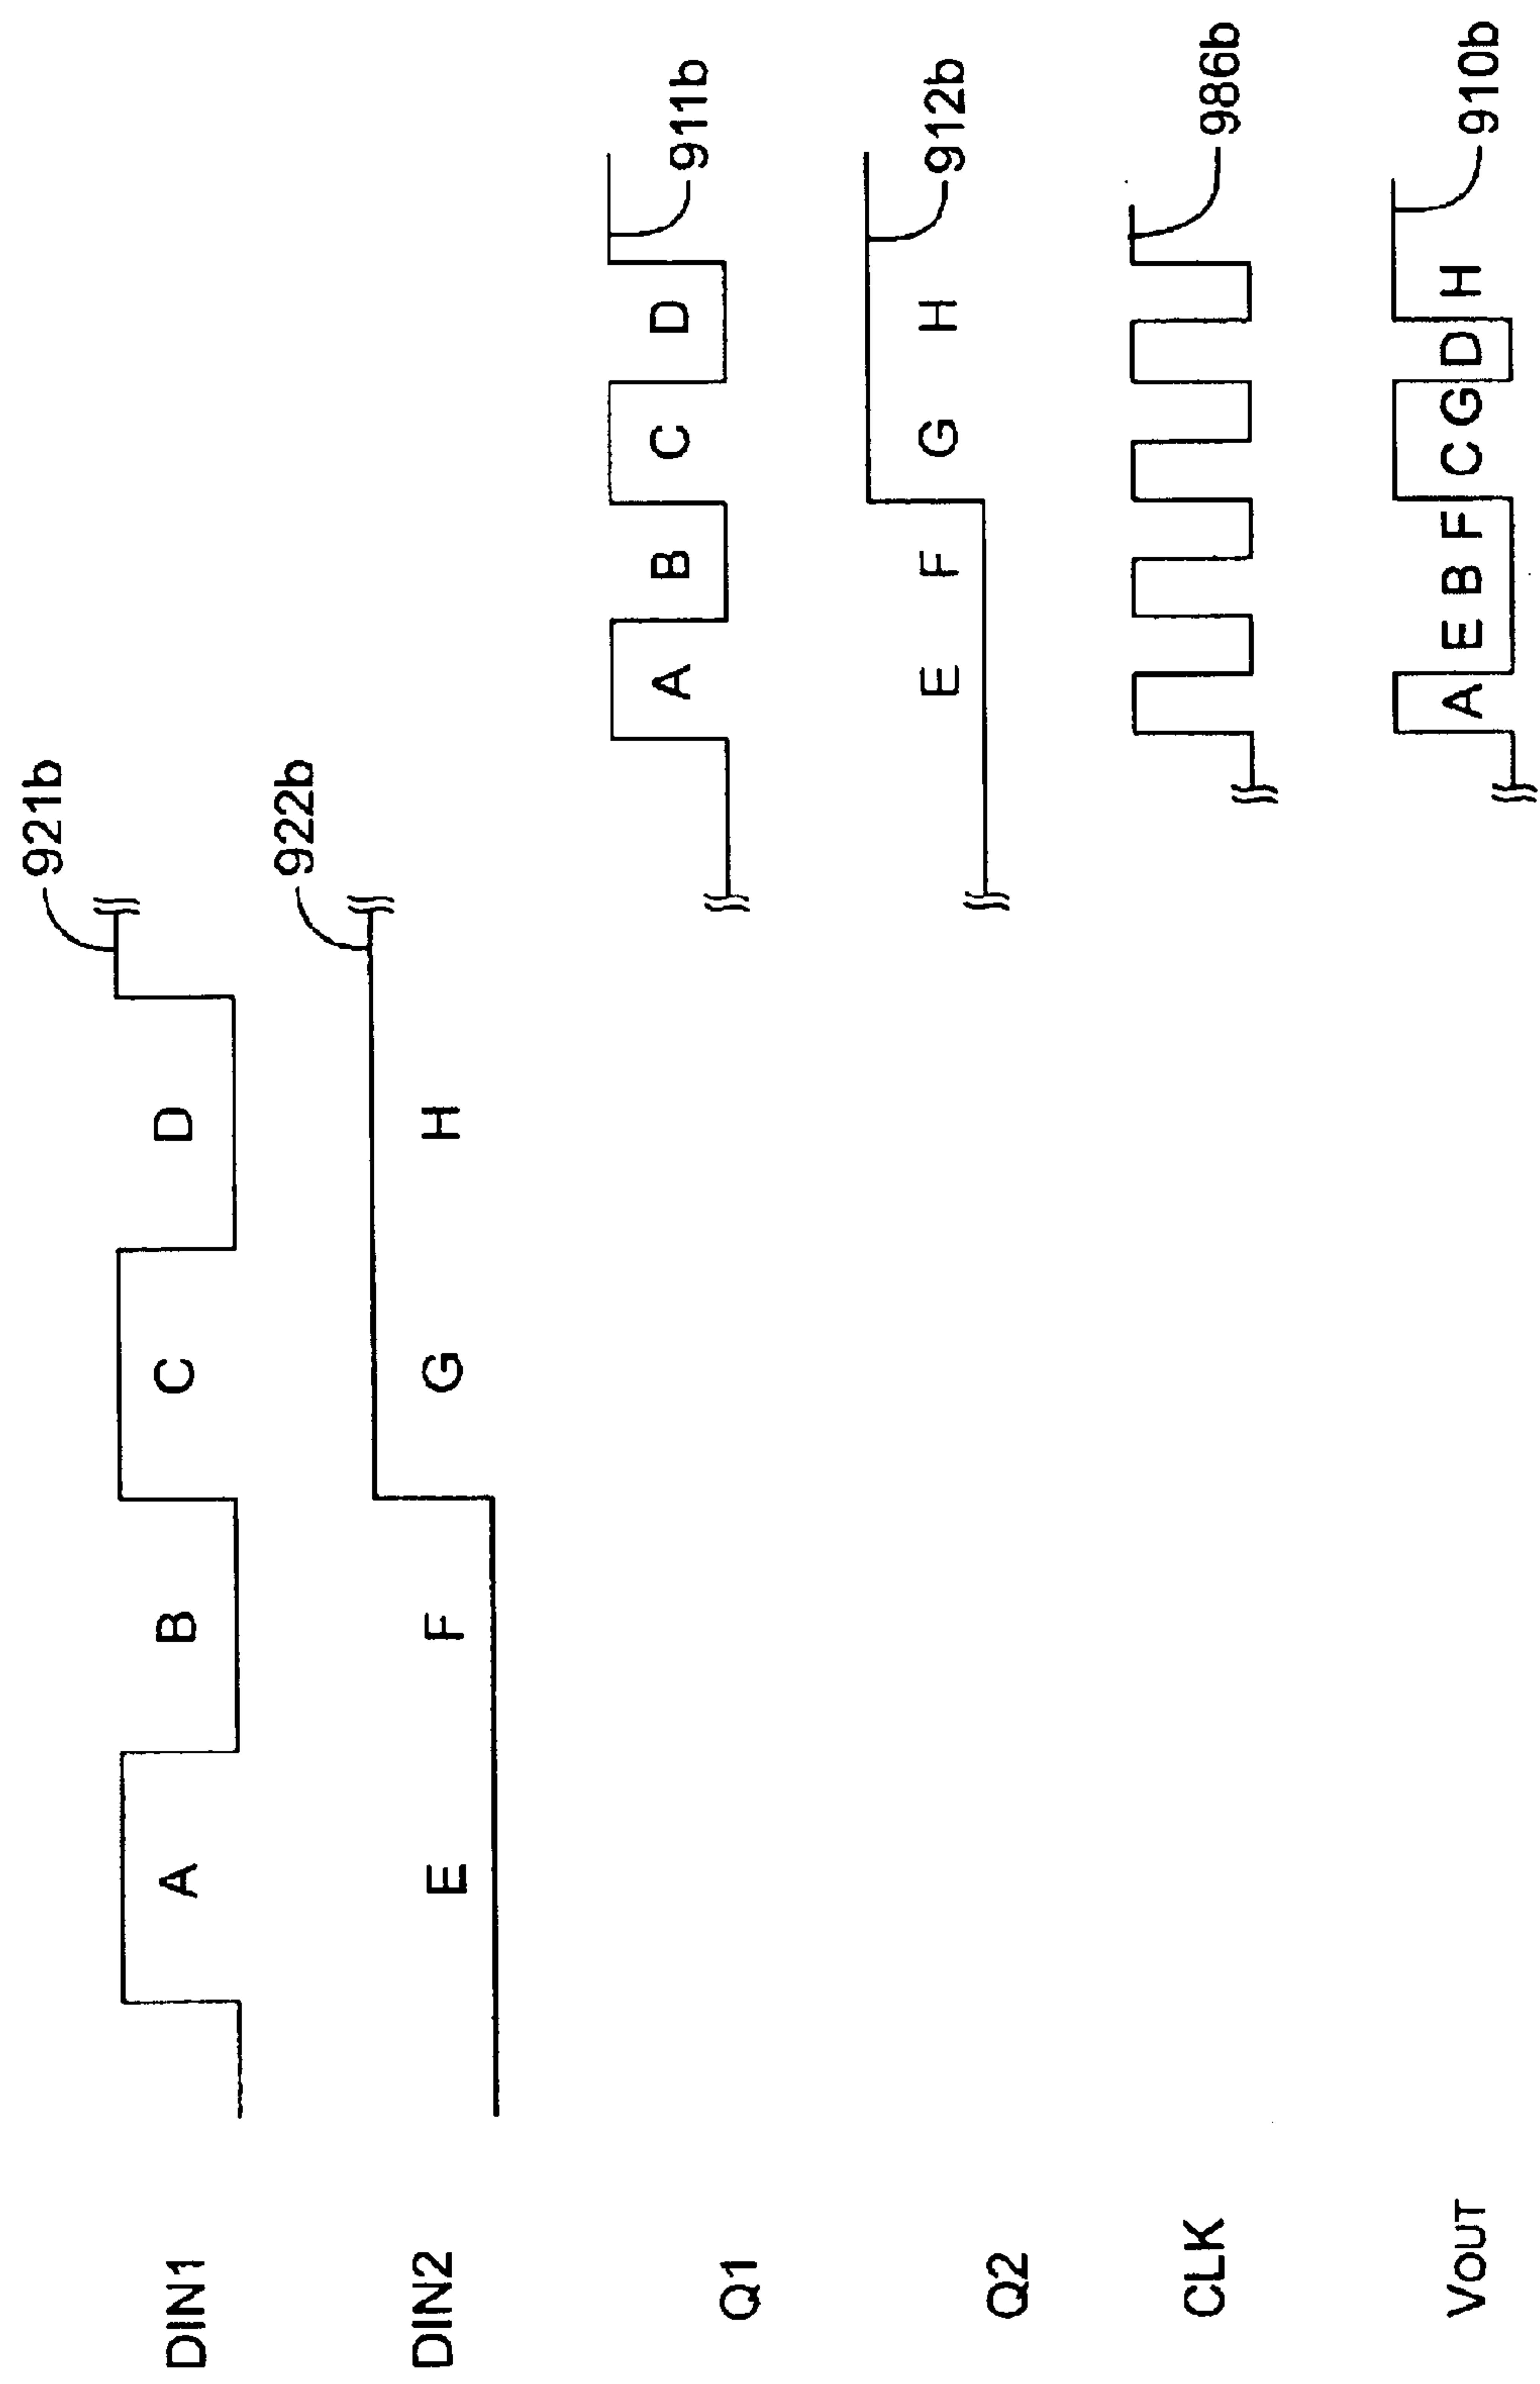 921b
DIN1 A B C D
922b
DIN2 E F G H
Q1 A B C D
911b
Q2 E F G H
912b
CLK
986b
VOUT A E B F C G D H
910b